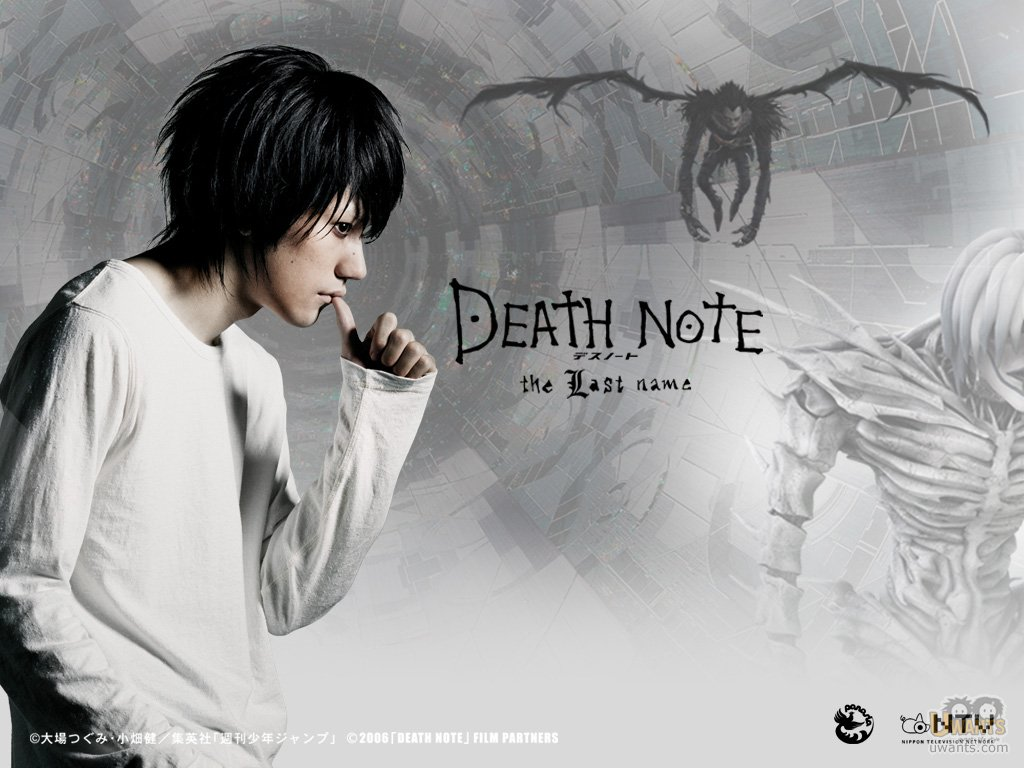 DEATH NOTE
デスノート
the Last name
©大場つぐみ・小畑健／集英社「週刊少年ジャンプ」 ©2006「DEATH NOTE」FILM PARTNERS
NTV
NIPPON TELEVISION NETWORK
UWANTS
uwants.com